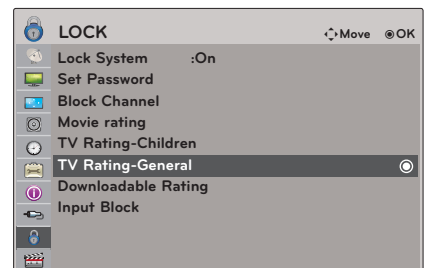 LOCK Move OK
Lock System :On
Set Password
Block Channel
Movie rating
TV Rating-Children
TV Rating-General
Downloadable Rating
Input Block